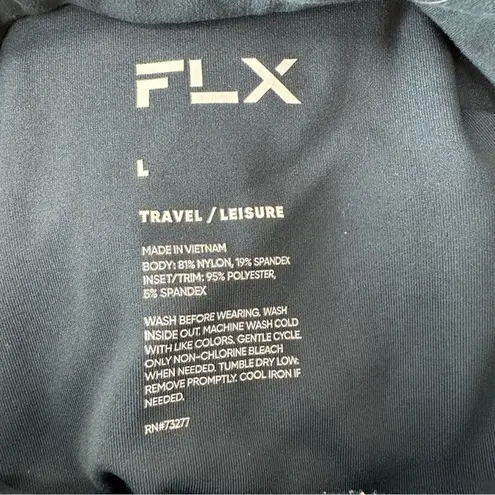 FLX
L
TRAVEL / LEISURE
MADE IN VIETNAM
BODY: 81% NYLON, 19% SPANDEX
INSET/TRIM: 95% POLYESTER,
5% SPANDEX
WASH BEFORE WEARING. WASH
INSIDE OUT. MACHINE WASH COLD
WITH LIKE COLORS. GENTLE CYCLE.
ONLY NON-CHLORINE BLEACH
WHEN NEEDED. TUMBLE DRY LOW.
REMOVE PROMPTLY. COOL IRON IF
NEEDED.
RN#73277